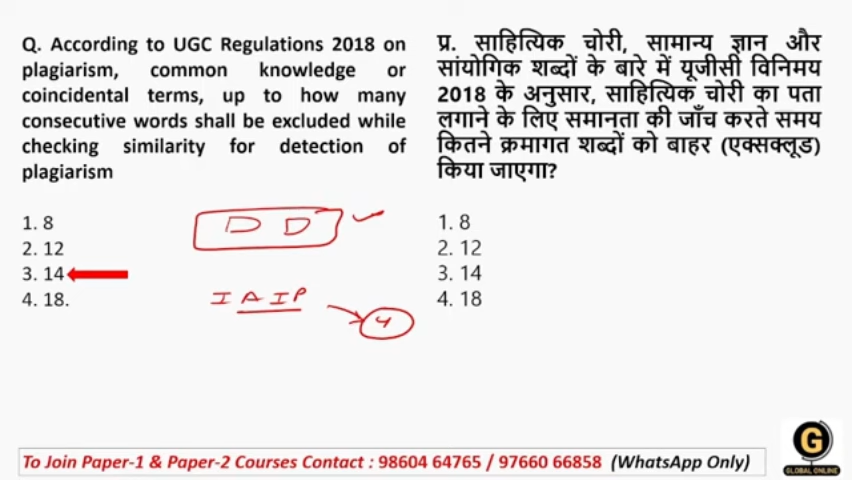 Q. According to UGC Regulations 2018 on
plagiarism, common knowledge or
coincidental terms, up to how many
consecutive words shall be excluded while
checking similarity for detection of
plagiarism
1. 8
2. 12
3. 14
4. 18.
D D
I A I P
4
प्र. साहित्यिक चोरी, सामान्य ज्ञान और
सांयोगिक शब्दों के बारे में यूजीसी विनिमय
2018 के अनुसार, साहित्यिक चोरी का पता
लगाने के लिए समानता की जाँच करते समय
कितने क्रमागत शब्दों को बाहर (एक्सक्लूड)
किया जाएगा?
1. 8
2. 12
3. 14
4. 18
To Join Paper-1 & Paper-2 Courses Contact : 98604 64765 / 97660 66858 (WhatsApp Only)
G
GLOBAL ONLINE